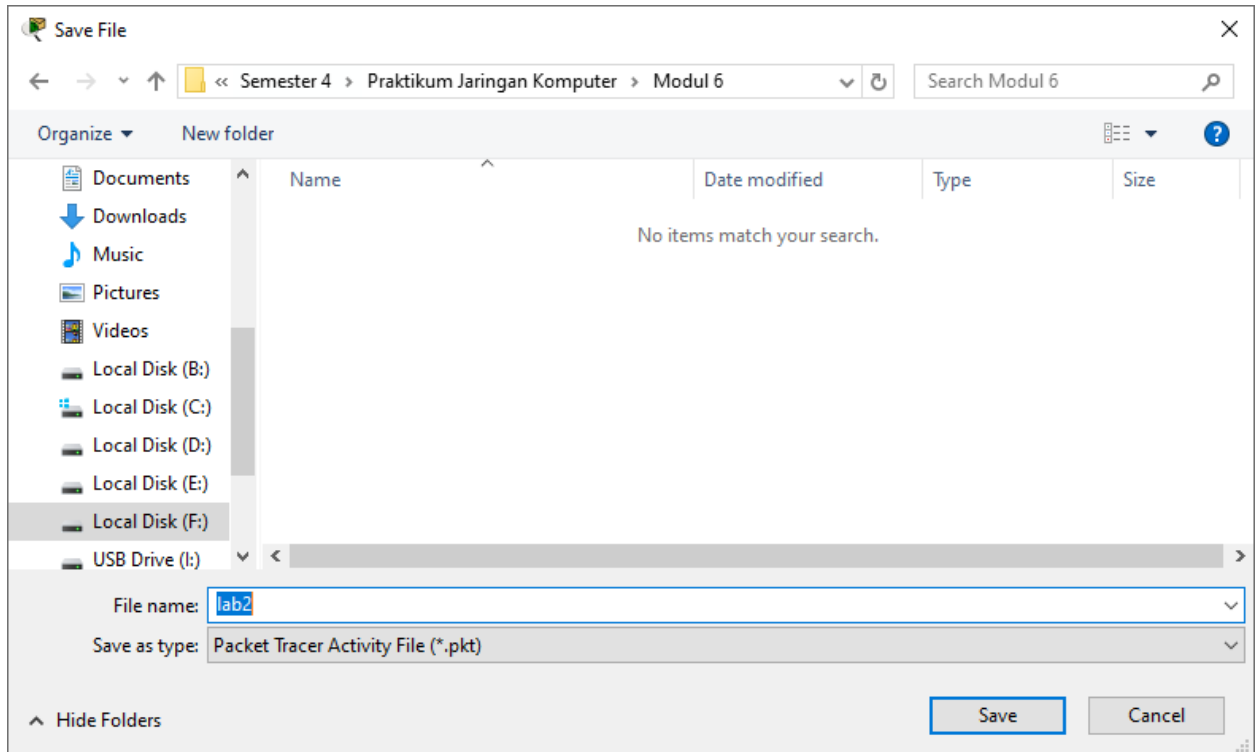 Save File
« Semester 4 > Praktikum Jaringan Komputer > Modul 6 Search Modul 6
Organize New folder
Name Date modified Type Size
No items match your search.
Documents
Downloads
Music
Pictures
Videos
Local Disk (B:)
Local Disk (C:)
Local Disk (D:)
Local Disk (E:)
Local Disk (F:)
USB Drive (I:)
File name: lab2
Save as type: Packet Tracer Activity File (*.pkt)
Hide Folders Save Cancel